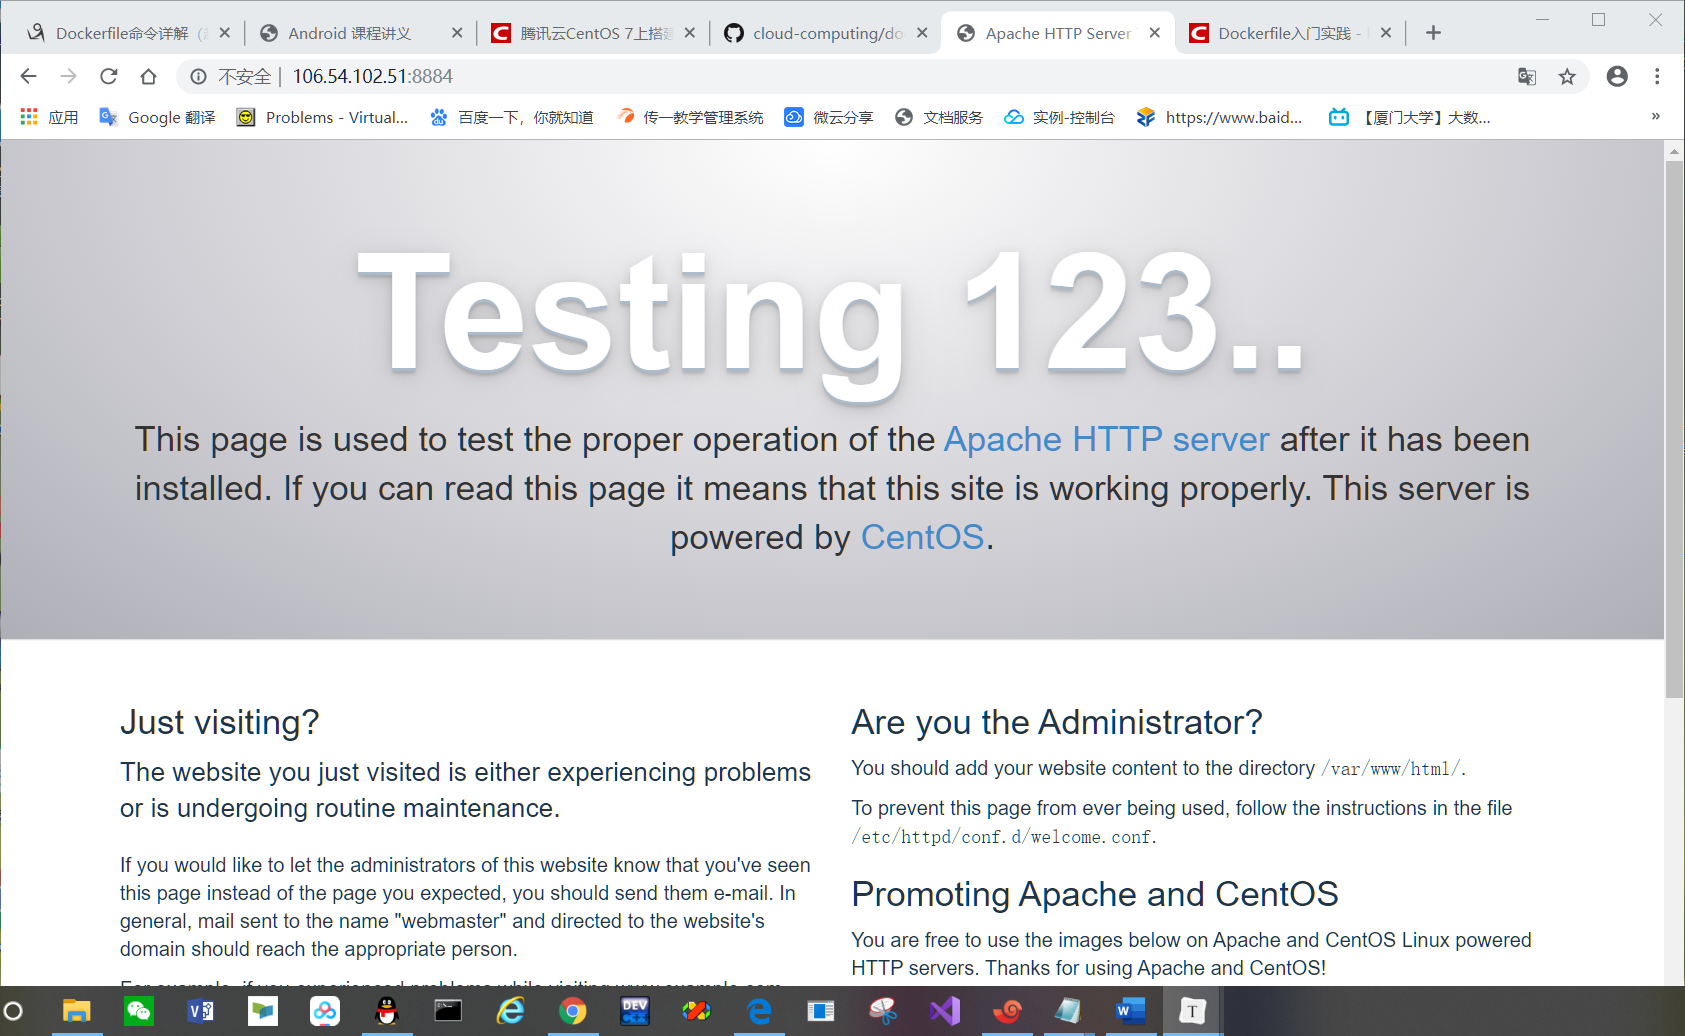 Dockerfile命令详解
Android 课程讲义
腾讯云CentOS 7上搭建
cloud-computing/do
Apache HTTP Server
Dockerfile入门实践 -
不安全 | 106.54.102.51:8884
应用
Google 翻译
Problems - Virtual...
百度一下，你就知道
传一教学管理系统
微云分享
文档服务
实例-控制台
https://www.baid...
【厦门大学】大数...
»
Testing 123..
This page is used to test the proper operation of the Apache HTTP server after it has been
installed. If you can read this page it means that this site is working properly. This server is
powered by CentOS.
Just visiting?
The website you just visited is either experiencing problems
or is undergoing routine maintenance.
If you would like to let the administrators of this website know that you've seen
this page instead of the page you expected, you should send them e-mail. In
general, mail sent to the name "webmaster" and directed to the website's
domain should reach the appropriate person.
For example, if you experienced problems while visiting www.example.com,
Are you the Administrator?
You should add your website content to the directory /var/www/html/.
To prevent this page from ever being used, follow the instructions in the file
/etc/httpd/conf.d/welcome.conf.
Promoting Apache and CentOS
You are free to use the images below on Apache and CentOS Linux powered
HTTP servers. Thanks for using Apache and CentOS!
DEV
T